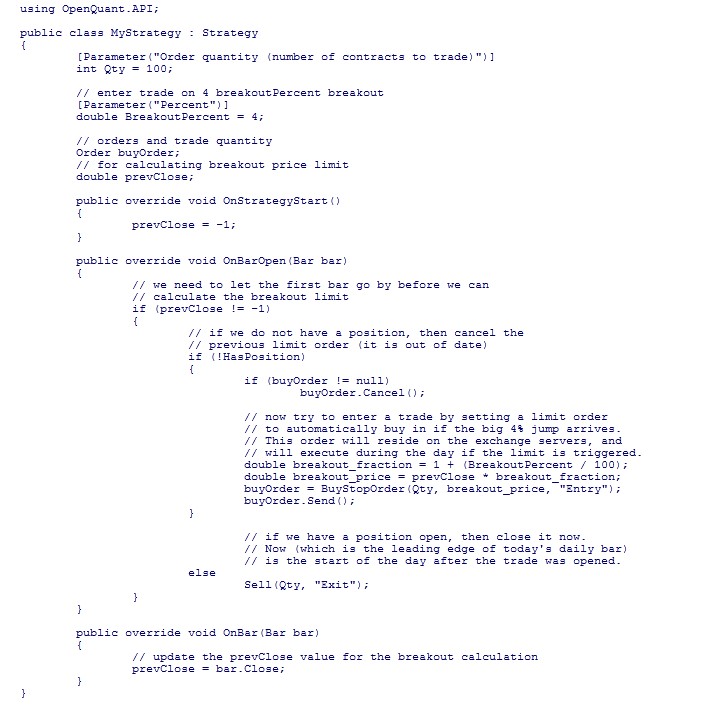 using OpenQuant.API;
public class MyStrategy : Strategy
{
[Parameter("Order quantity (number of contracts to trade)")]
int Qty = 100;
// enter trade on 4 breakoutPercent breakout
[Parameter("Percent")]
double BreakoutPercent = 4;
// orders and trade quantity
Order buyOrder;
// for calculating breakout price limit
double prevClose;
public override void OnStrategyStart()
{
prevClose = -1;
}
public override void OnBarOpen(Bar bar)
{
// we need to let the first bar go by before we can
// calculate the breakout limit
if (prevClose != -1)
{
// if we do not have a position, then cancel the
// previous limit order (it is out of date)
if (!HasPosition)
{
if (buyOrder != null)
buyOrder.Cancel();
// now try to enter a trade by setting a limit order
// to automatically buy in if the big 4% jump arrives.
// This order will reside on the exchange servers, and
// will execute during the day if the limit is triggered.
double breakout_fraction = 1 + (BreakoutPercent / 100);
double breakout_price = prevClose * breakout_fraction;
buyOrder = BuyStopOrder(Qty, breakout_price, "Entry");
buyOrder.Send();
}
// if we have a position open, then close it now.
// Now (which is the leading edge of today's daily bar)
// is the start of the day after the trade was opened.
else
Sell(Qty, "Exit");
}
}
public override void OnBar(Bar bar)
{
// update the prevClose value for the breakout calculation
prevClose = bar.Close;
}
}